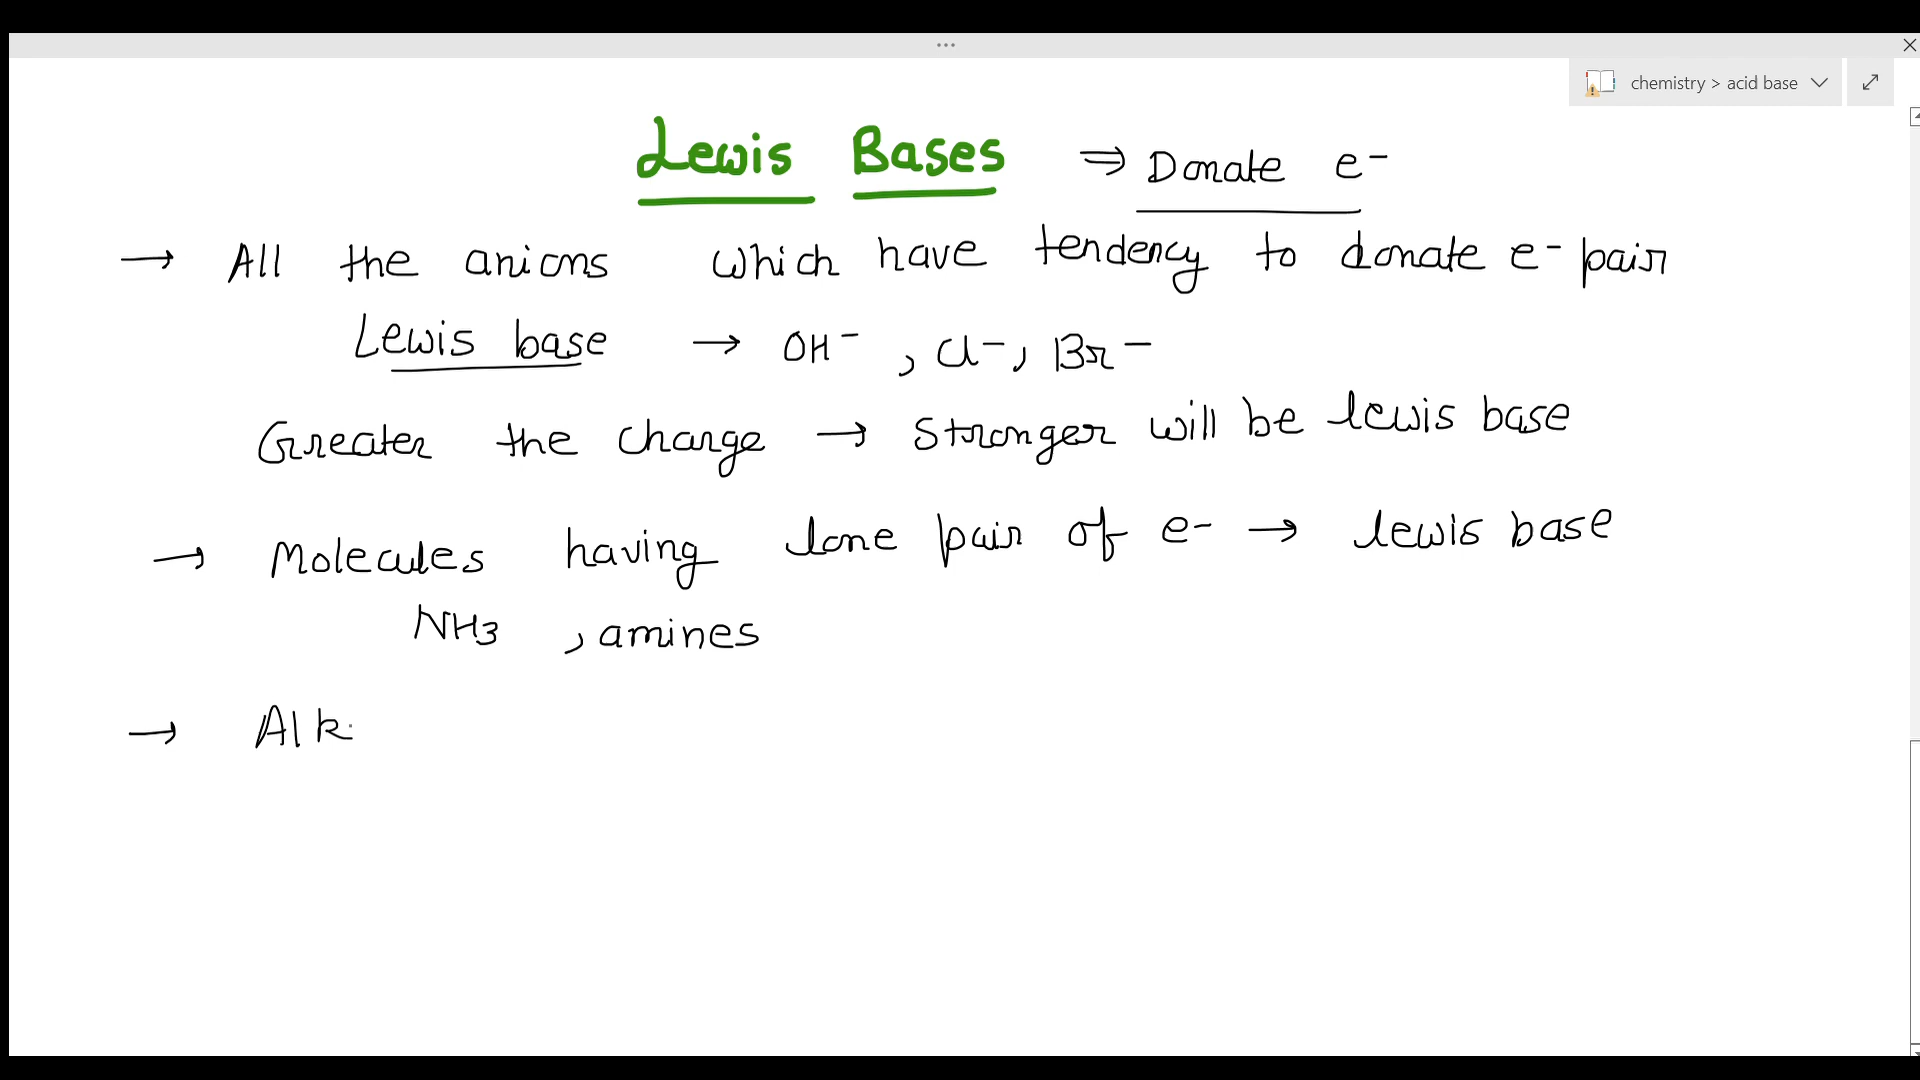 ...
chemistry > acid base
Lewis Bases ⇒ Donate e⁻
→ All the anions which have tendency to donate e⁻ pair
Lewis base → OH⁻, Cl⁻, Br⁻
Greater the charge → Stronger will be lewis base
→ Molecules having lone pair of e⁻ → lewis base
NH3, amines
→ Alk